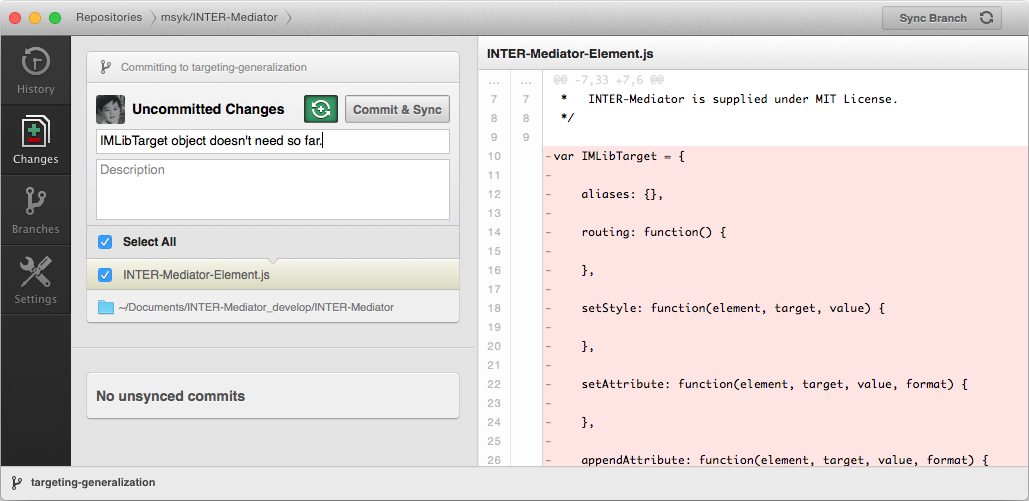 Repositories msyk/INTER-Mediator Sync Branch
History
Changes
Branches
Settings
Committing to targeting-generalization
Uncommitted Changes Commit & Sync
IMLibTarget object doesn't need so far.
Description
Select All
INTER-Mediator-Element.js
~/Documents/INTER-Mediator_develop/INTER-Mediator
No unsynced commits
INTER-Mediator-Element.js
... ... @@ -7,33 +7,6 @@
7 7 * INTER-Mediator is supplied under MIT License.
8 8 */
9 9
10 -var IMLibTarget = {
11 -
12 - aliases: {},
13 -
14 - routing: function() {
15 -
16 - },
17 -
18 - setStyle: function(element, target, value) {
19 -
20 - },
21 -
22 - setAttribute: function(element, target, value, format) {
23 -
24 - },
25 -
26 - appendAttribute: function(element, target, value, format) {
targeting-generalization